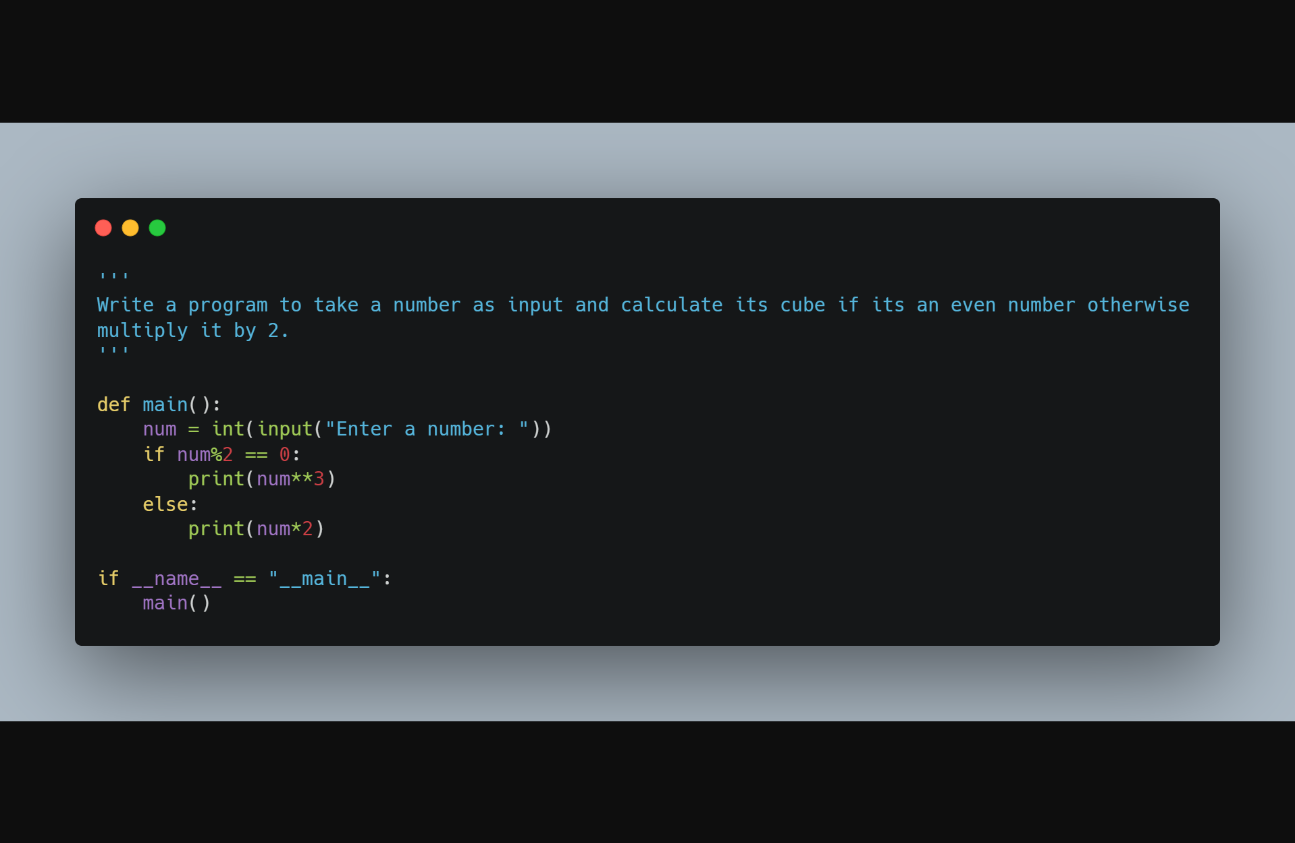 '''
Write a program to take a number as input and calculate its cube if its an even number otherwise
multiply it by 2.
'''
def main():
    num = int(input("Enter a number: "))
    if num%2 == 0:
        print(num**3)
    else:
        print(num*2)
if __name__ == "__main__":
    main()